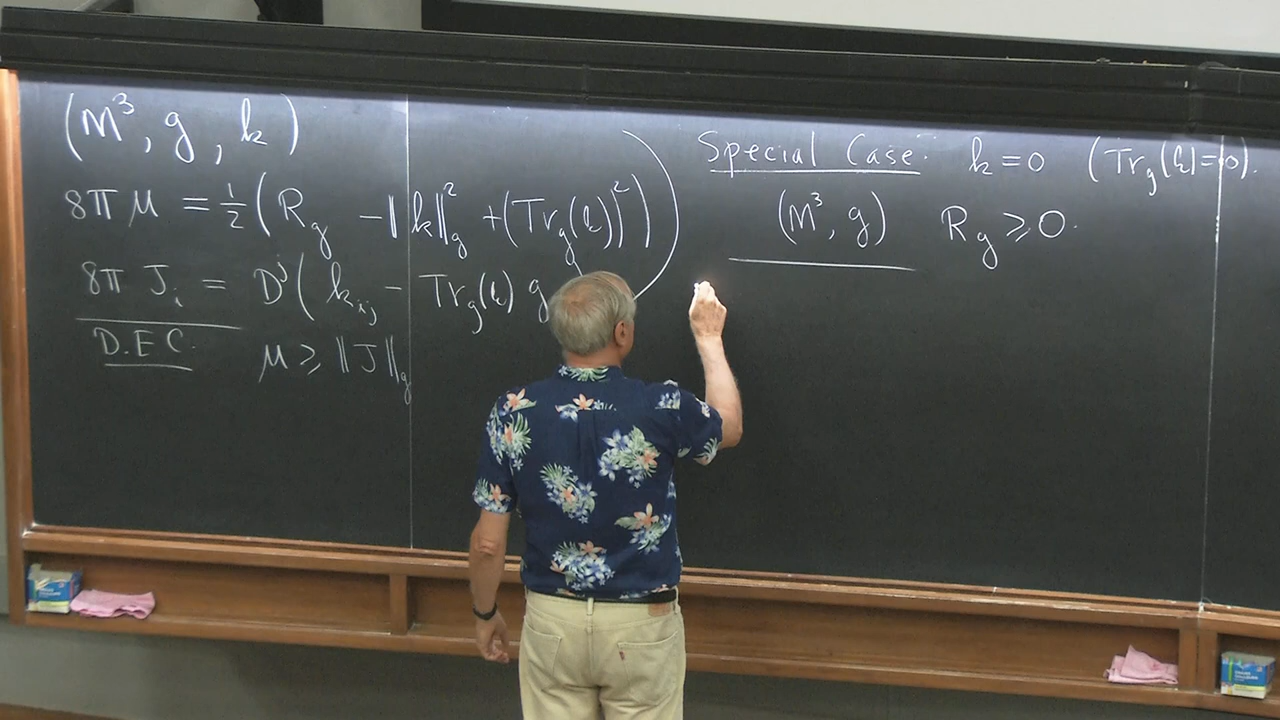 (M³, g, k)
8π μ = ½ (R_g − ‖k‖²_g + (Tr_g(k))²)
8π J_i = D^j (k_ij − Tr_g(k) g
D.E.C. μ ≥ ‖J‖_g
Special Case: k = 0 (Tr_g(k) = 0).
(M³, g) R_g ≥ 0.